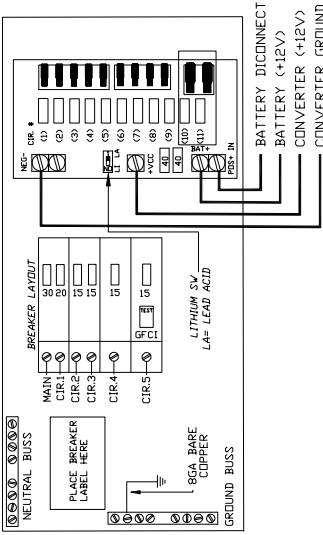 CIR. #
(1)
(2)
(3)
(4)
(5)
(6)
(7)
(8)
(9)
(10)
(11)
NEG-
LI LA
+VCC
40
40
BAT+
POS+ IN
BATTERY DICONNECT
BATTERY (+12V)
CONVERTER (+12V)
CONVERTER GROUND
BREAKER LAYOUT
30 20
15 15
15
15
TEST
GFCI
MAIN
CIR.1
CIR.2
CIR.3
CIR.4
CIR.5
LITHIUM SW
LA= LEAD ACID
NEUTRAL BUSS
PLACE BREAKER
LABEL HERE
8GA BARE
COPPER
GROUND BUSS